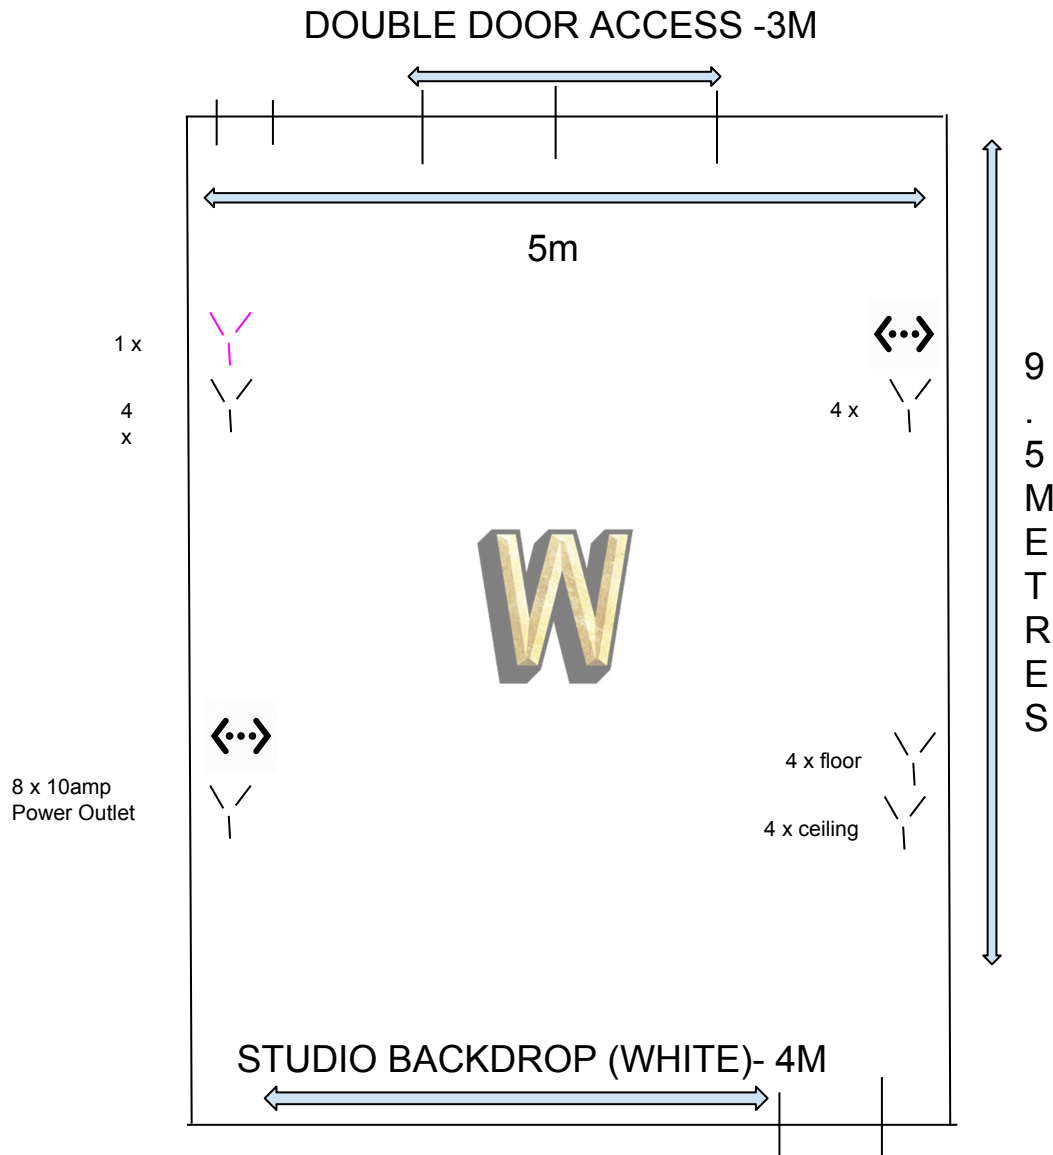 DOUBLE DOOR ACCESS -3M
5m
1 x
4
x
4 x
9
.
5
M
E
T
R
E
S
W
4 x floor
8 x 10amp
Power Outlet
4 x ceiling
STUDIO BACKDROP (WHITE)- 4M